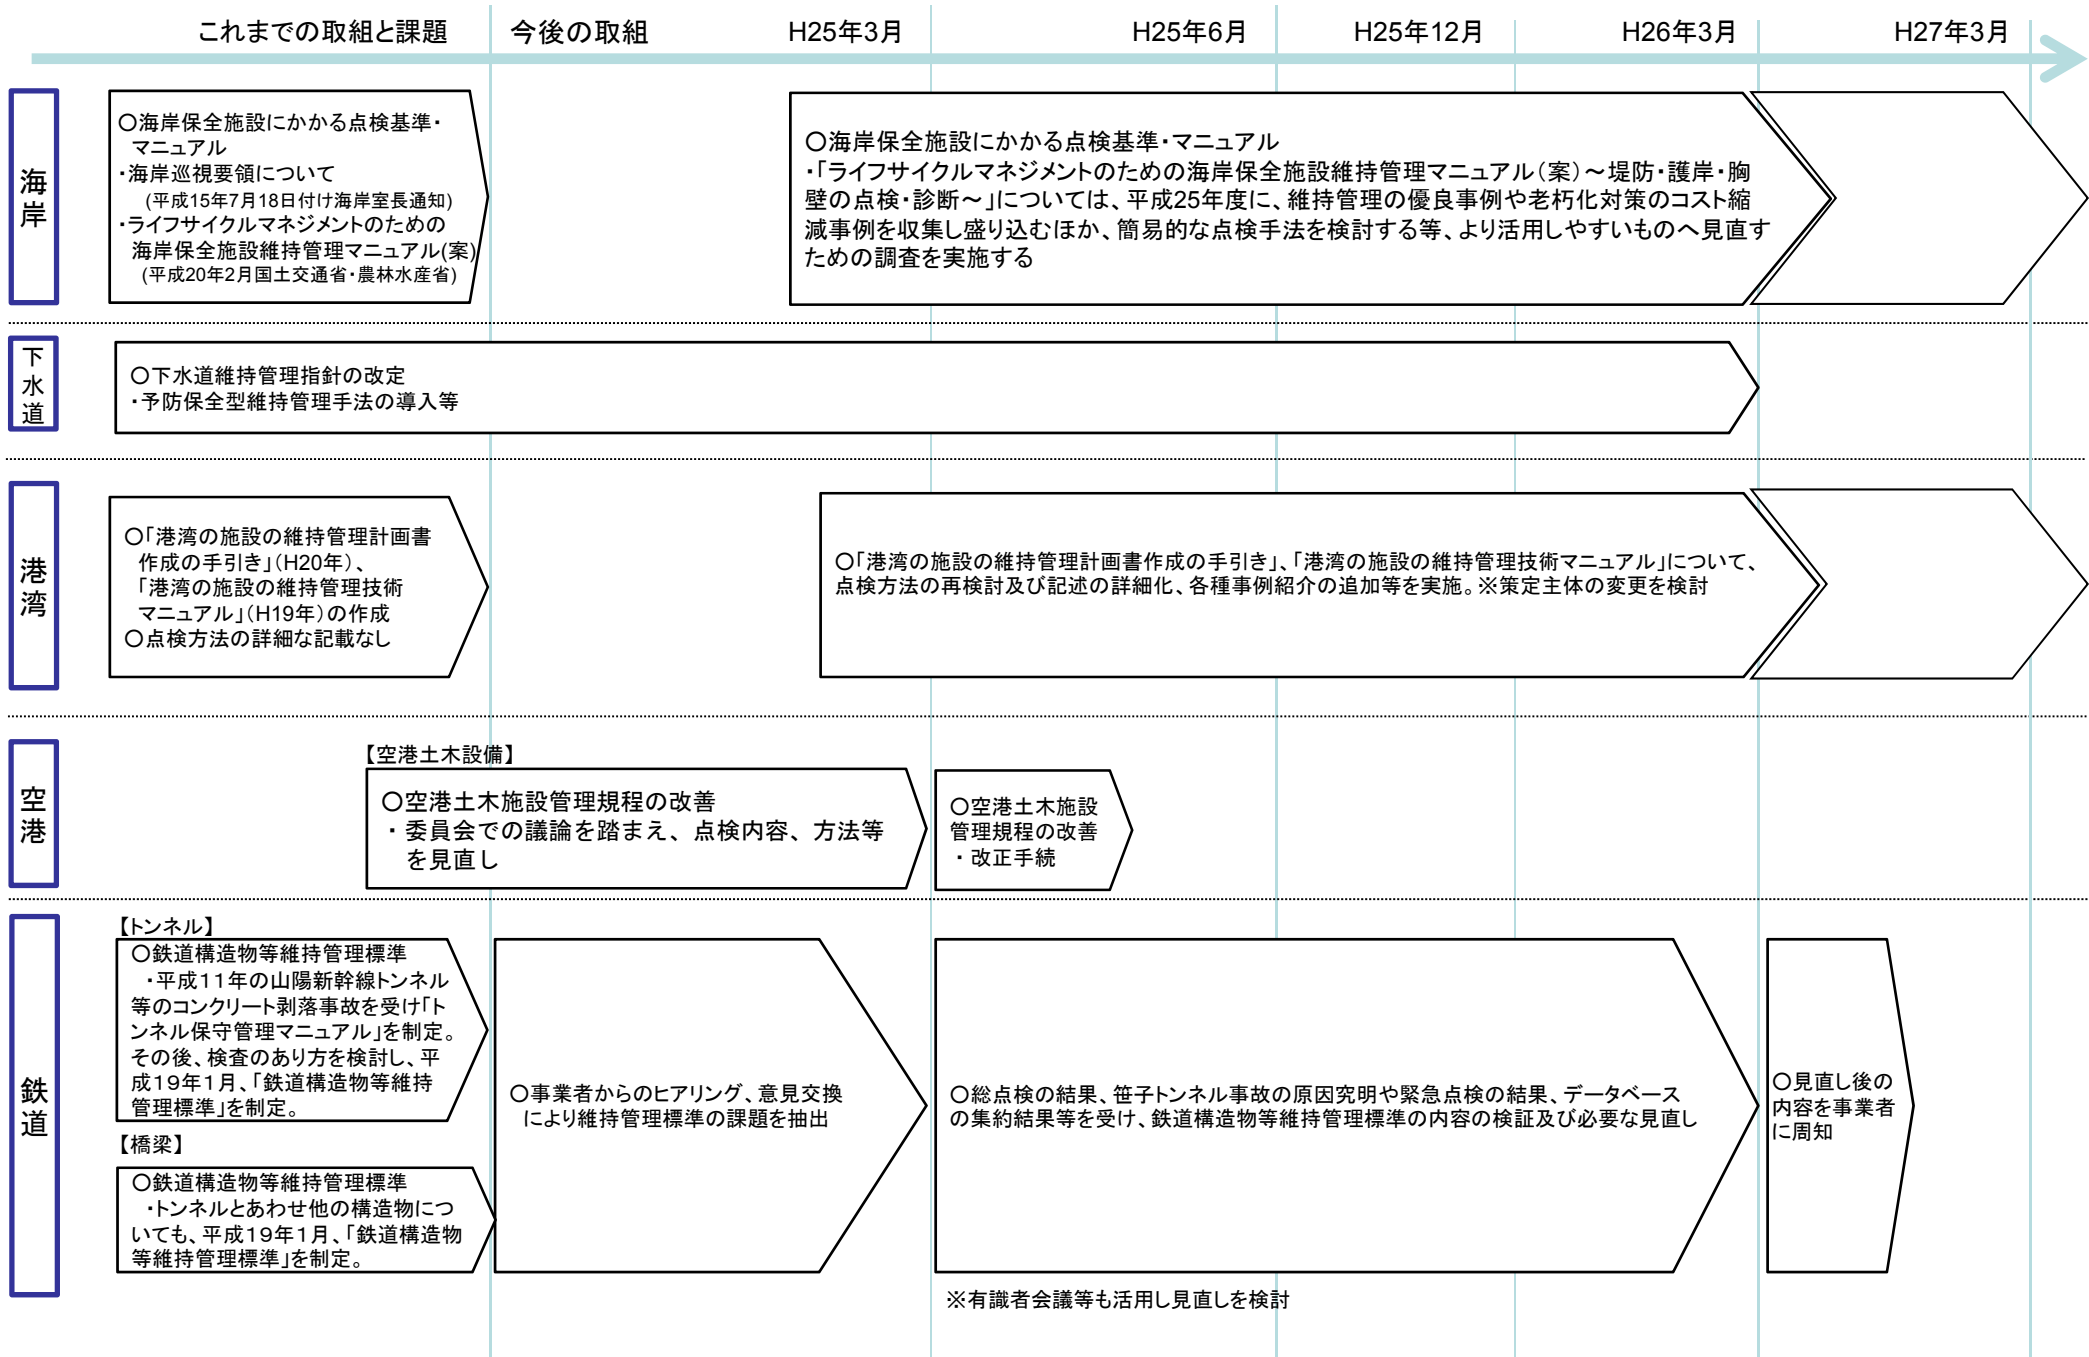 これまでの取組と課題
今後の取組
H25年3月
H25年6月
H25年12月
H26年3月
H27年3月
海岸
○海岸保全施設にかかる点検基準・
マニュアル
・海岸巡視要領について
(平成15年7月18日付け海岸室長通知)
・ライフサイクルマネジメントのための
海岸保全施設維持管理マニュアル(案)
(平成20年2月国土交通省・農林水産省)
○海岸保全施設にかかる点検基準・マニュアル
・「ライフサイクルマネジメントのための海岸保全施設維持管理マニュアル（案）～堤防・護岸・胸
壁の点検・診断～」については、平成25年度に、維持管理の優良事例や老朽化対策のコスト縮
減事例を収集し盛り込むほか、簡易的な点検手法を検討する等、より活用しやすいものへ見直す
ための調査を実施する
下水道
○下水道維持管理指針の改定
・予防保全型維持管理手法の導入等
港湾
○「港湾の施設の維持管理計画書
作成の手引き」（H20年）、
「港湾の施設の維持管理技術
マニュアル」（H19年）の作成
○点検方法の詳細な記載なし
○「港湾の施設の維持管理計画書作成の手引き」、「港湾の施設の維持管理技術マニュアル」について、
点検方法の再検討及び記述の詳細化、各種事例紹介の追加等を実施。※策定主体の変更を検討
空港
【空港土木設備】
○空港土木施設管理規程の改善
・委員会での議論を踏まえ、点検内容、方法等
を見直し
○空港土木施設
管理規程の改善
・改正手続
鉄道
【トンネル】
○鉄道構造物等維持管理標準
・平成１１年の山陽新幹線トンネル
等のコンクリート剥落事故を受け「ト
ンネル保守管理マニュアル」を制定。
その後、検査のあり方を検討し、平
成１９年１月、「鉄道構造物等維持
管理標準」を制定。
【橋梁】
○鉄道構造物等維持管理標準
・トンネルとあわせ他の構造物につ
いても、平成１９年１月、「鉄道構造物
等維持管理標準」を制定。
○事業者からのヒアリング、意見交換
により維持管理標準の課題を抽出
○総点検の結果、笹子トンネル事故の原因究明や緊急点検の結果、データベース
の集約結果等を受け、鉄道構造物等維持管理標準の内容の検証及び必要な見直し
○見直し後の
内容を事業者
に周知
※有識者会議等も活用し見直しを検討